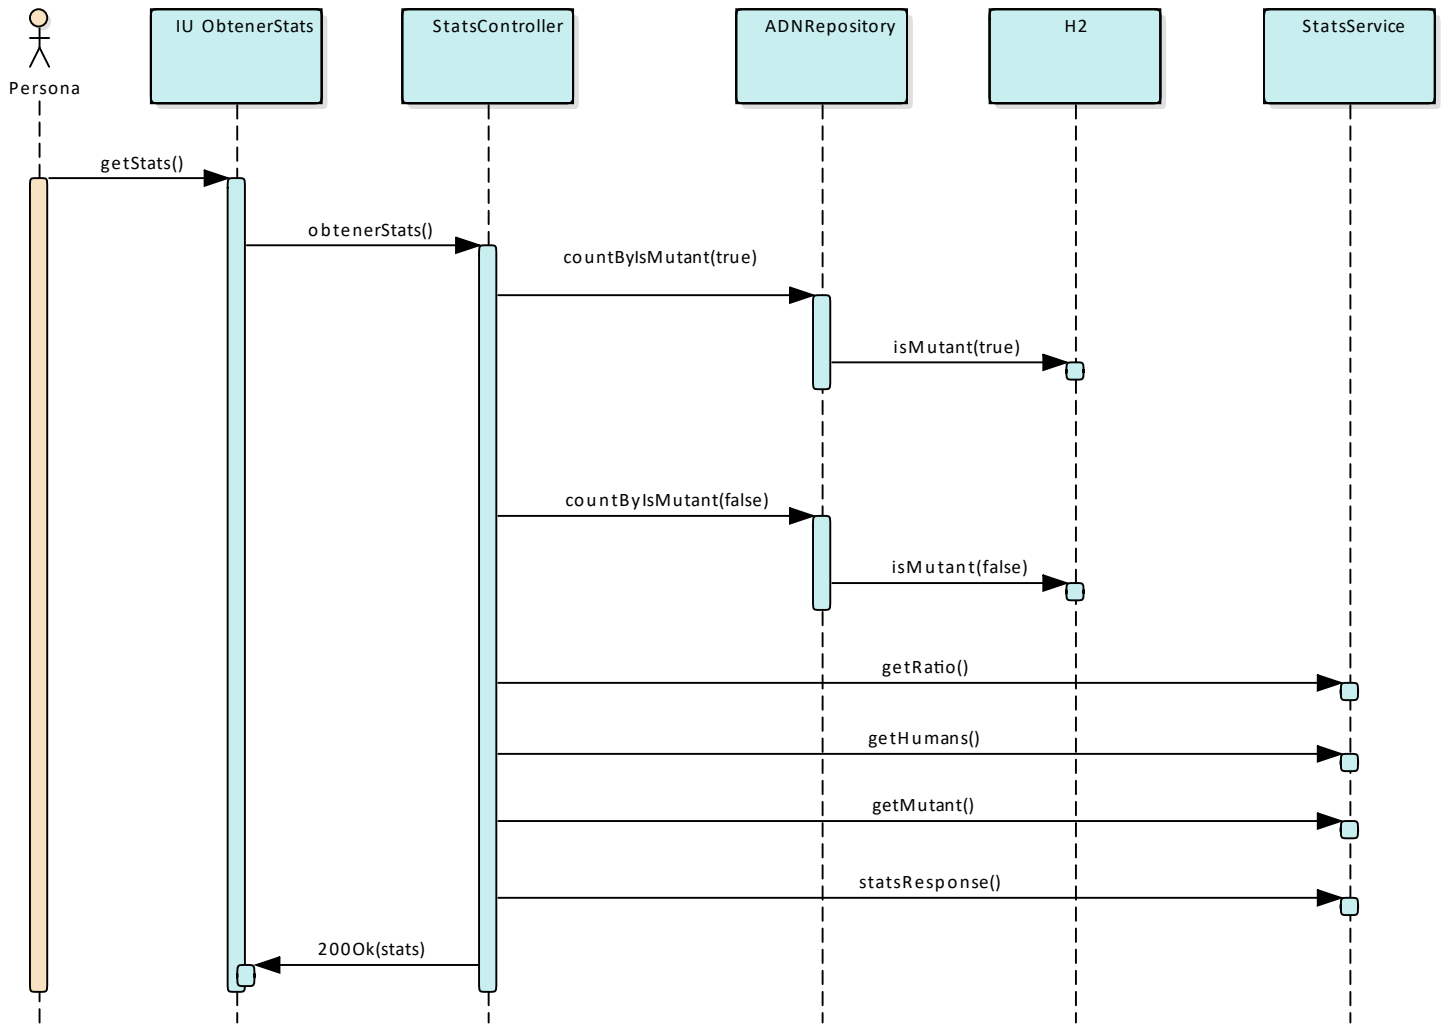 IU ObtenerStats
StatsController
ADNRepository
H2
StatsService
Persona
getStats()
obtenerStats()
countByIsMutant(true)
isMutant(true)
countByIsMutant(false)
isMutant(false)
getRatio()
getHumans()
getMutant()
statsResponse()
200Ok(stats)